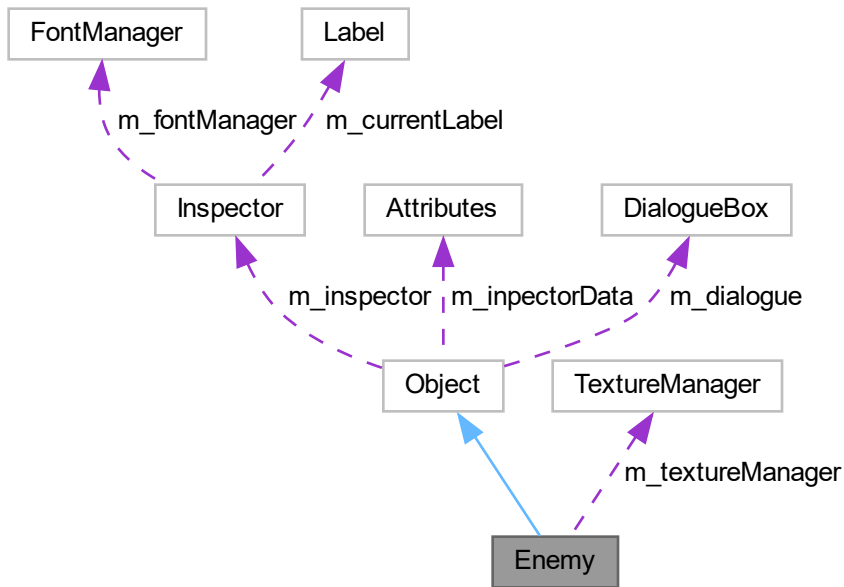 FontManager
Label
m_fontManager
m_currentLabel
Inspector
Attributes
DialogueBox
m_inspector
m_inpectorData
m_dialogue
Object
TextureManager
m_textureManager
Enemy